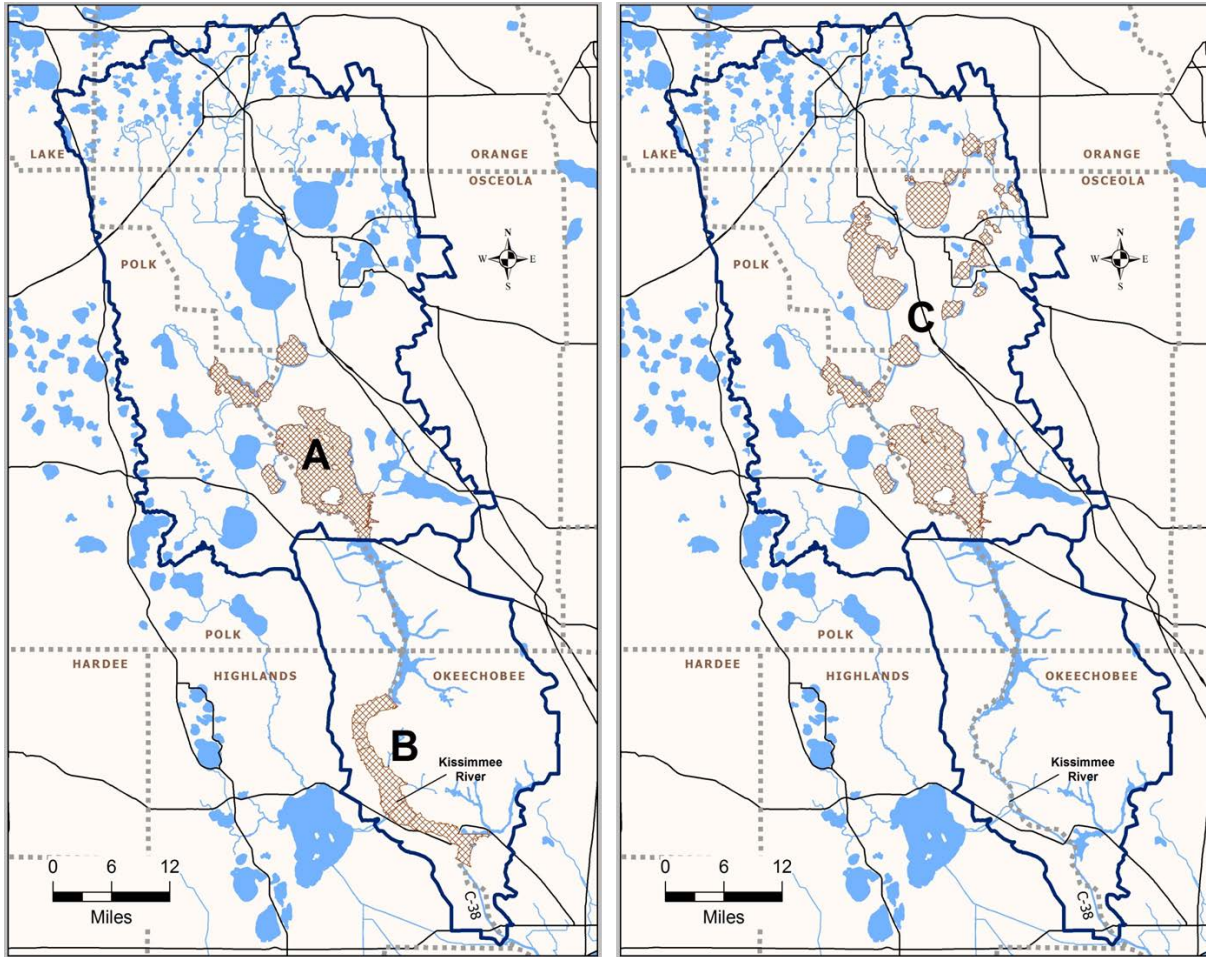 LAKE
ORANGE
OSCEOLA
N
W E
S
POLK
A
POLK
HARDEE
HIGHLANDS
OKEECHOBEE
B
Kissimmee
River
0 6 12
Miles
C-38
LAKE
ORANGE
OSCEOLA
N
W E
S
POLK
C
POLK
HARDEE
HIGHLANDS
OKEECHOBEE
Kissimmee
River
0 6 12
Miles
C-38